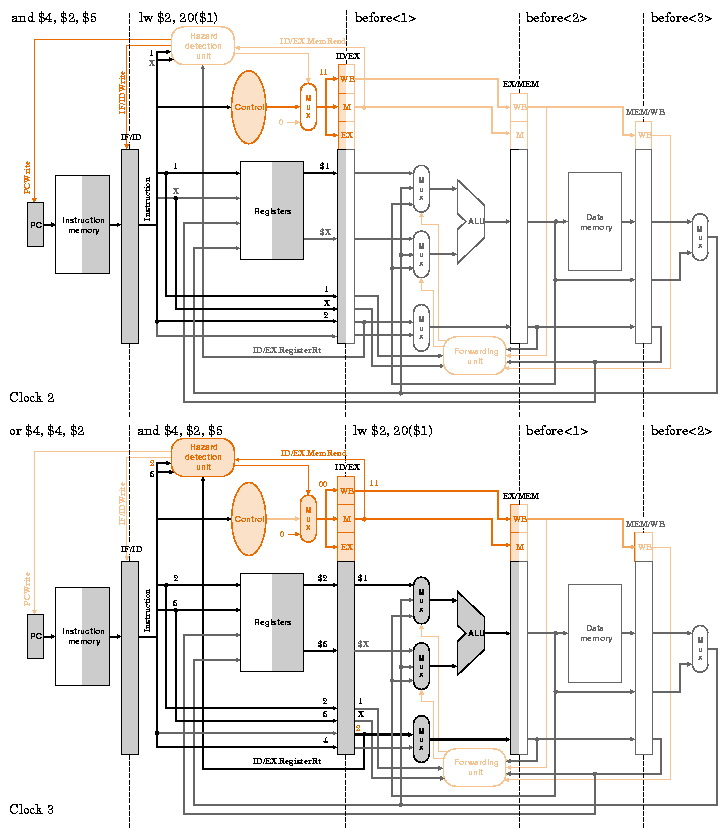 and $4, $2, $5
lw $2, 20($1)
before<1>
before<2>
before<3>
Hazard
detection
unit
ID/EX.MemRead
1
X
IF/IDWrite
PCWrite
ID/EX
11
WB
EX/MEM
Control
M
u
x
M
WB
MEM/WB
0
EX
M
WB
IF/ID
1
$1
X
Instruction
PC
Instruction
memory
Registers
$X
M
u
x
M
u
x
ALU
Data
memory
M
u
x
1
X
2
M
u
x
ID/EX.RegisterRt
Forwarding
unit
Clock 2
or $4, $4, $2
and $4, $2, $5
lw $2, 20($1)
before<1>
before<2>
Hazard
detection
unit
ID/EX.MemRead
2
5
IF/IDWrite
PCWrite
ID/EX
00
11
WB
EX/MEM
Control
M
u
x
M
WB
MEM/WB
0
EX
M
WB
IF/ID
2
$2
$1
5
Instruction
PC
Instruction
memory
Registers
$5
$X
M
u
x
M
u
x
ALU
Data
memory
M
u
x
2
1
5
X
2
4
M
u
x
ID/EX.RegisterRt
Forwarding
unit
Clock 3